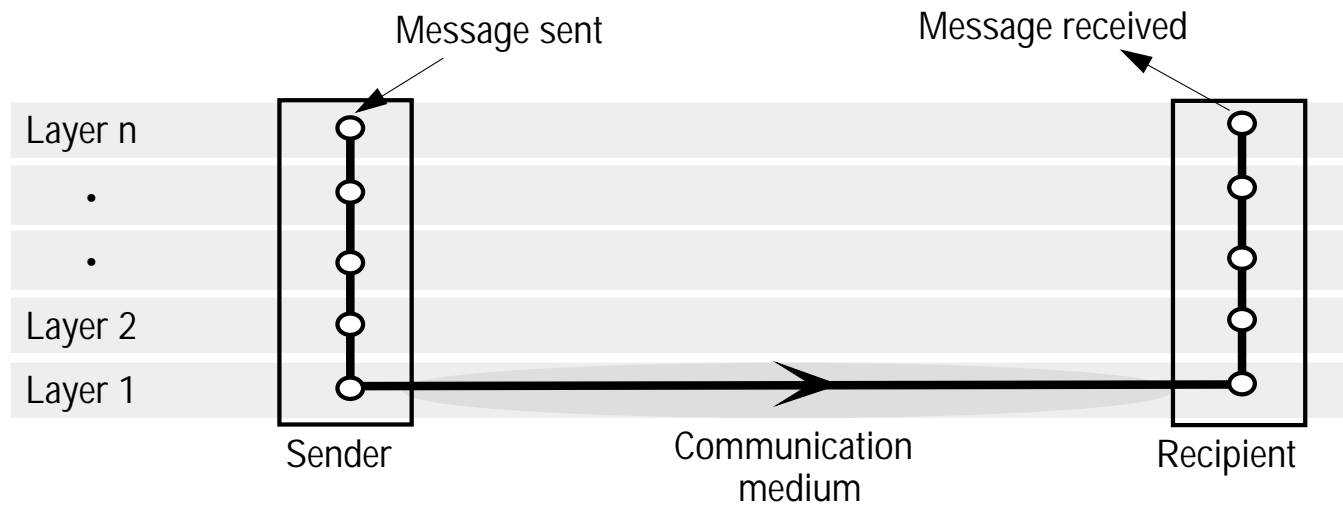 Message sent
Message received
Layer n
•
•
Layer 2
Layer 1
Sender
Communication
medium
Recipient